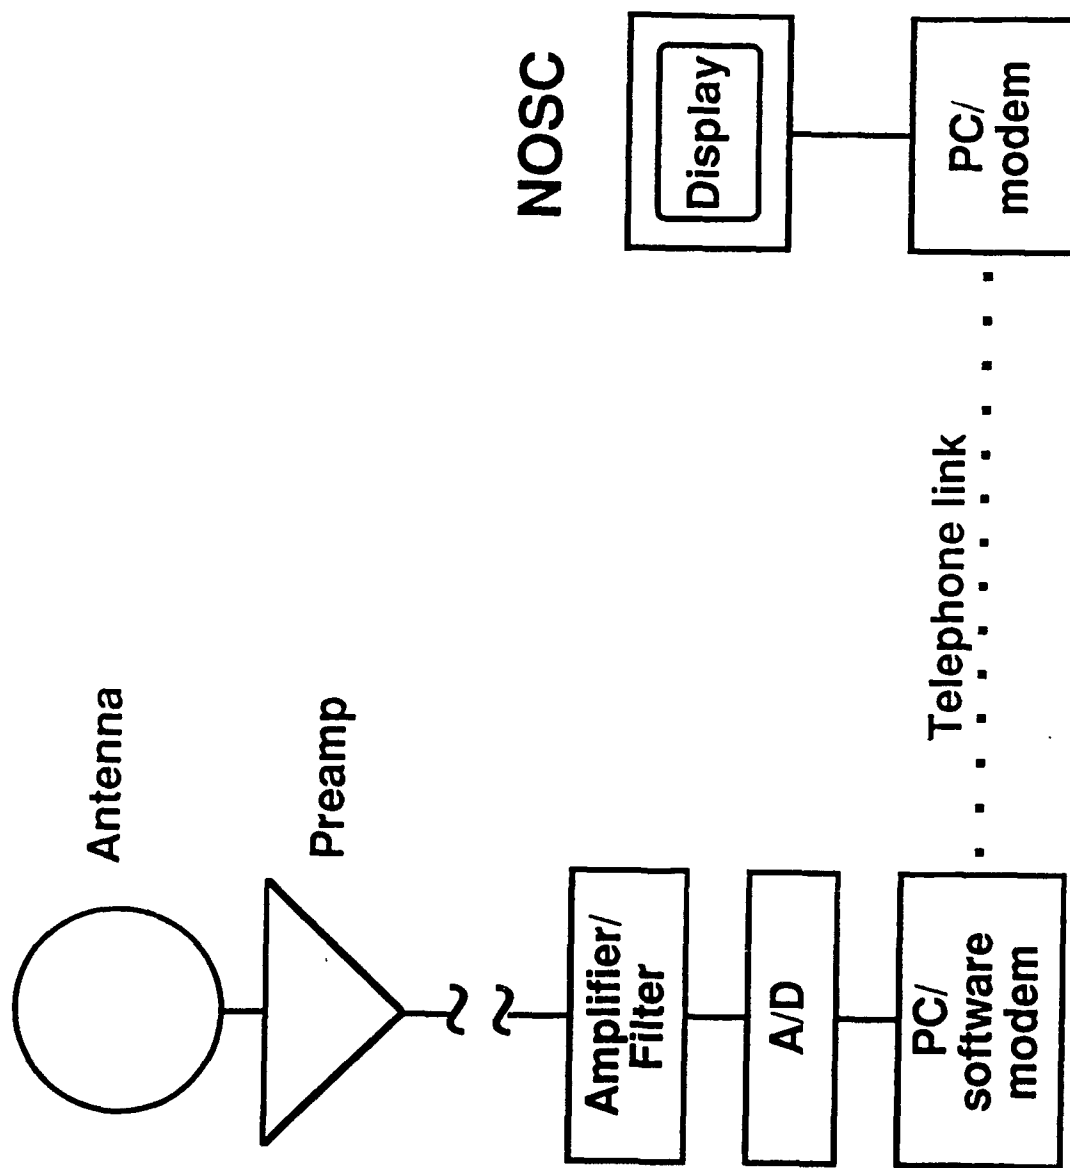 Antenna
Preamp
Amplifier/
Filter
A/D
PC/
software
modem
Telephone link
NOSC
Display
PC/
modem